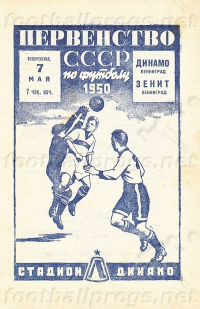 ПЕРВЕНСТВО
СССР
по футболу
1950
ВОСКРЕСЕНЬЕ,
7
МАЯ
7 ЧАС. ВЕЧ.
ДИНАМО
ЛЕНИНГРАД
ЗЕНИТ
ЛЕНИНГРАД
СТАДИОН Д ДИНАМО
footballprogs.net